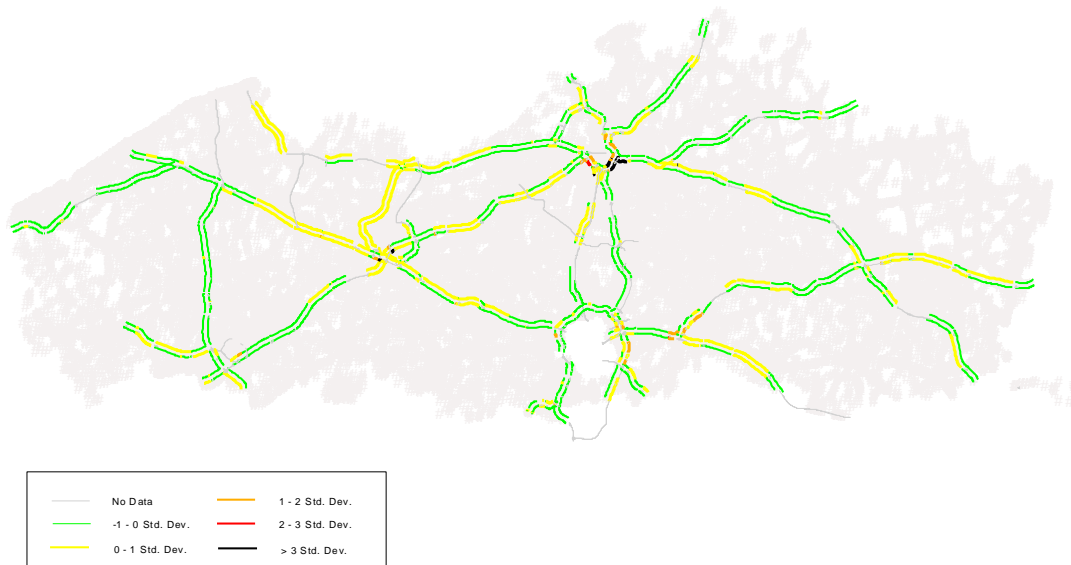 No Data
-1 - 0 Std. Dev.
0 - 1 Std. Dev.
1 - 2 Std. Dev.
2 - 3 Std. Dev.
> 3 Std. Dev.